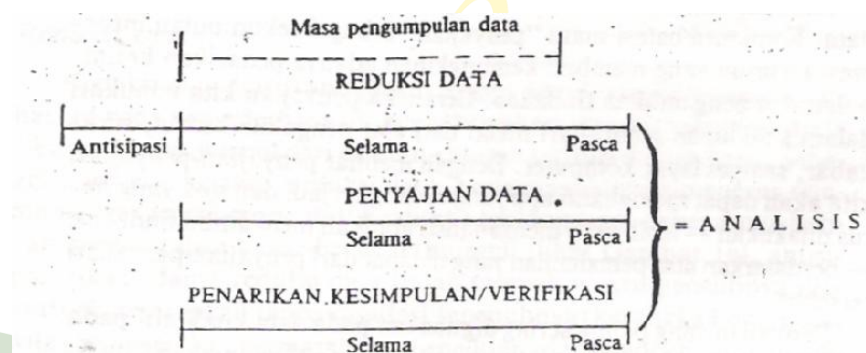 Masa pengumpulan data
REDUKSI DATA
Antisipasi Selama Pasca
PENYAJIAN DATA
Selama Pasca
= ANALISIS
PENARIKAN KESIMPULAN/VERIFIKASI
Selama Pasca